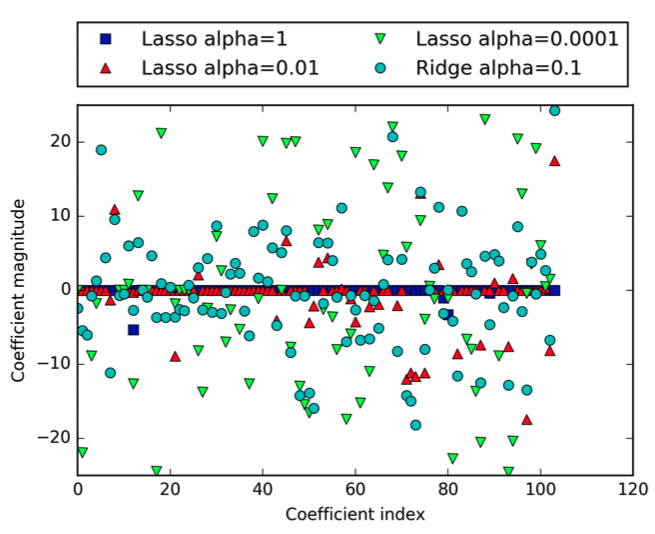 Lasso alpha=1
Lasso alpha=0.0001
Lasso alpha=0.01
Ridge alpha=0.1
20
10
0
−10
−20
Coefficient magnitude
0 20 40 60 80 100 120
Coefficient index